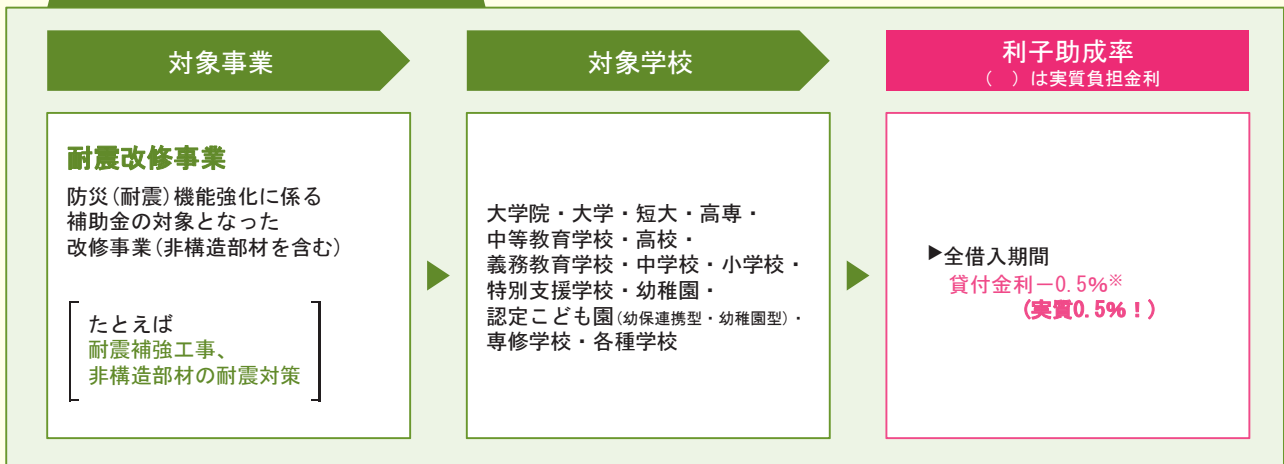 対象事業
対象学校
利子助成率
(　)は実質負担金利
耐震改修事業
防災(耐震)機能強化に係る
補助金の対象となった
改修事業(非構造部材を含む)
たとえば
耐震補強工事、
非構造部材の耐震対策
大学院・大学・短大・高専・
中等教育学校・高校・
義務教育学校・中学校・小学校・
特別支援学校・幼稚園・
認定こども園(幼保連携型・幼稚園型)・
専修学校・各種学校
▶全借入期間
貸付金利－0.5%※
(実質0.5%！)